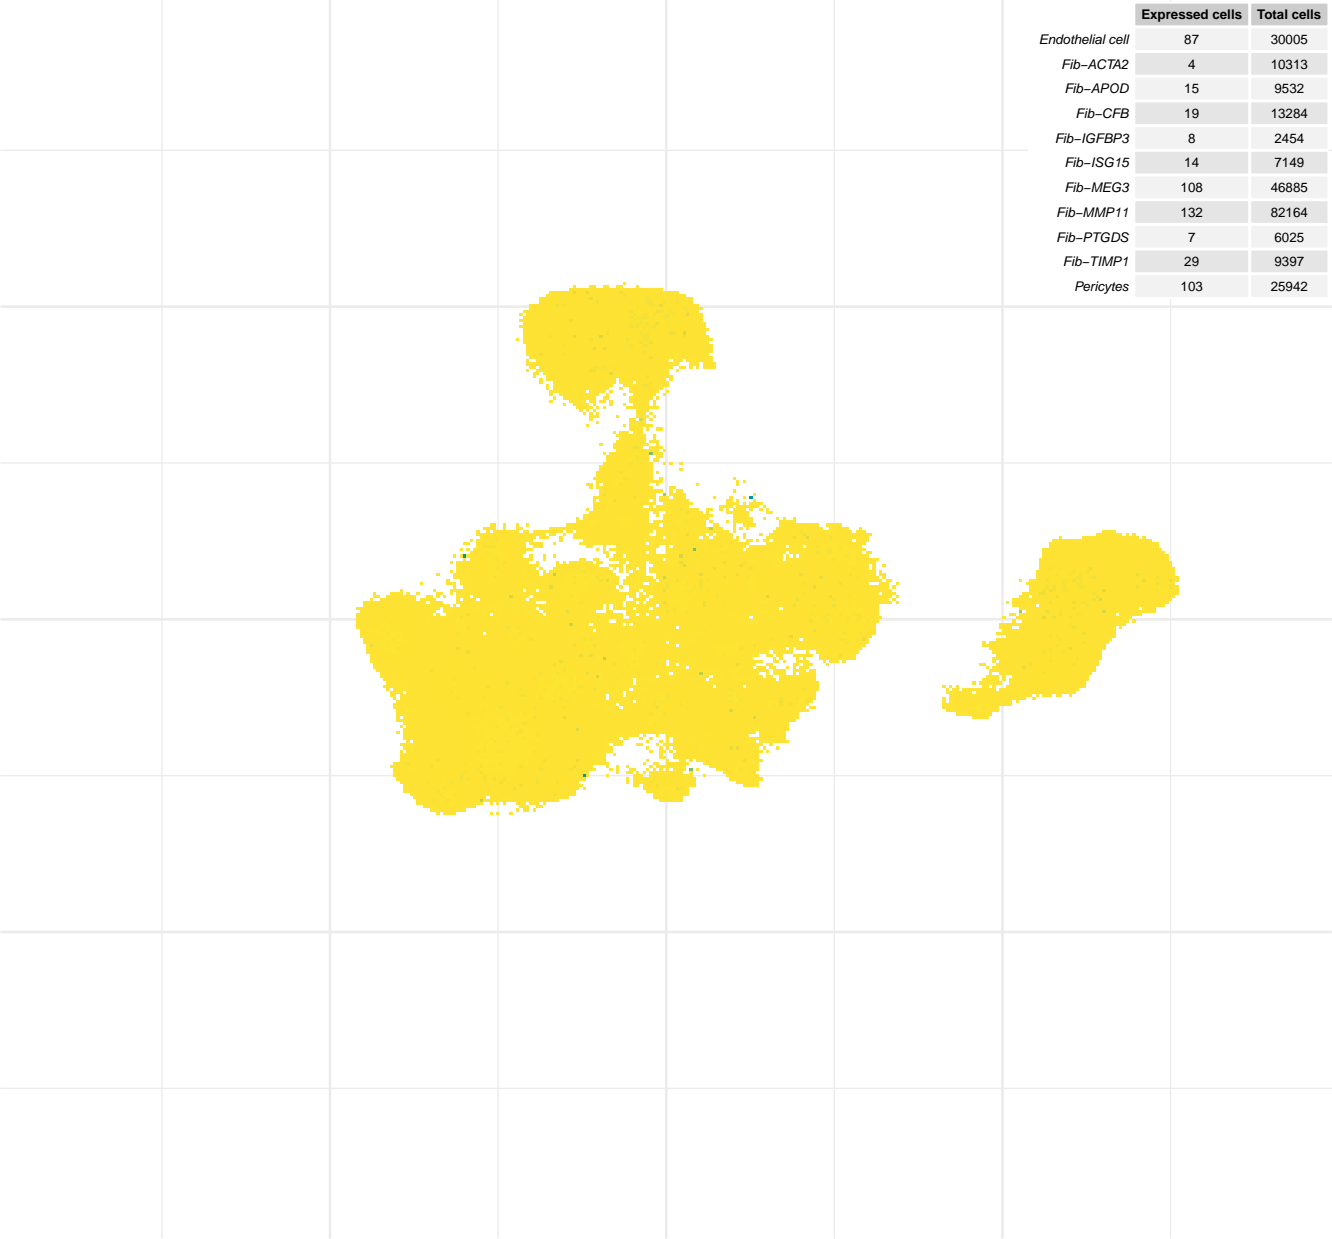 Expressed cells Total cells
Endothelial cell 87 30005
Fib−ACTA2 4 10313
Fib−APOD 15 9532
Fib−CFB 19 13284
Fib−IGFBP3 8 2454
Fib−ISG15 14 7149
Fib−MEG3 108 46885
Fib−MMP11 132 82164
Fib−PTGDS 7 6025
Fib−TIMP1 29 9397
Pericytes 103 25942